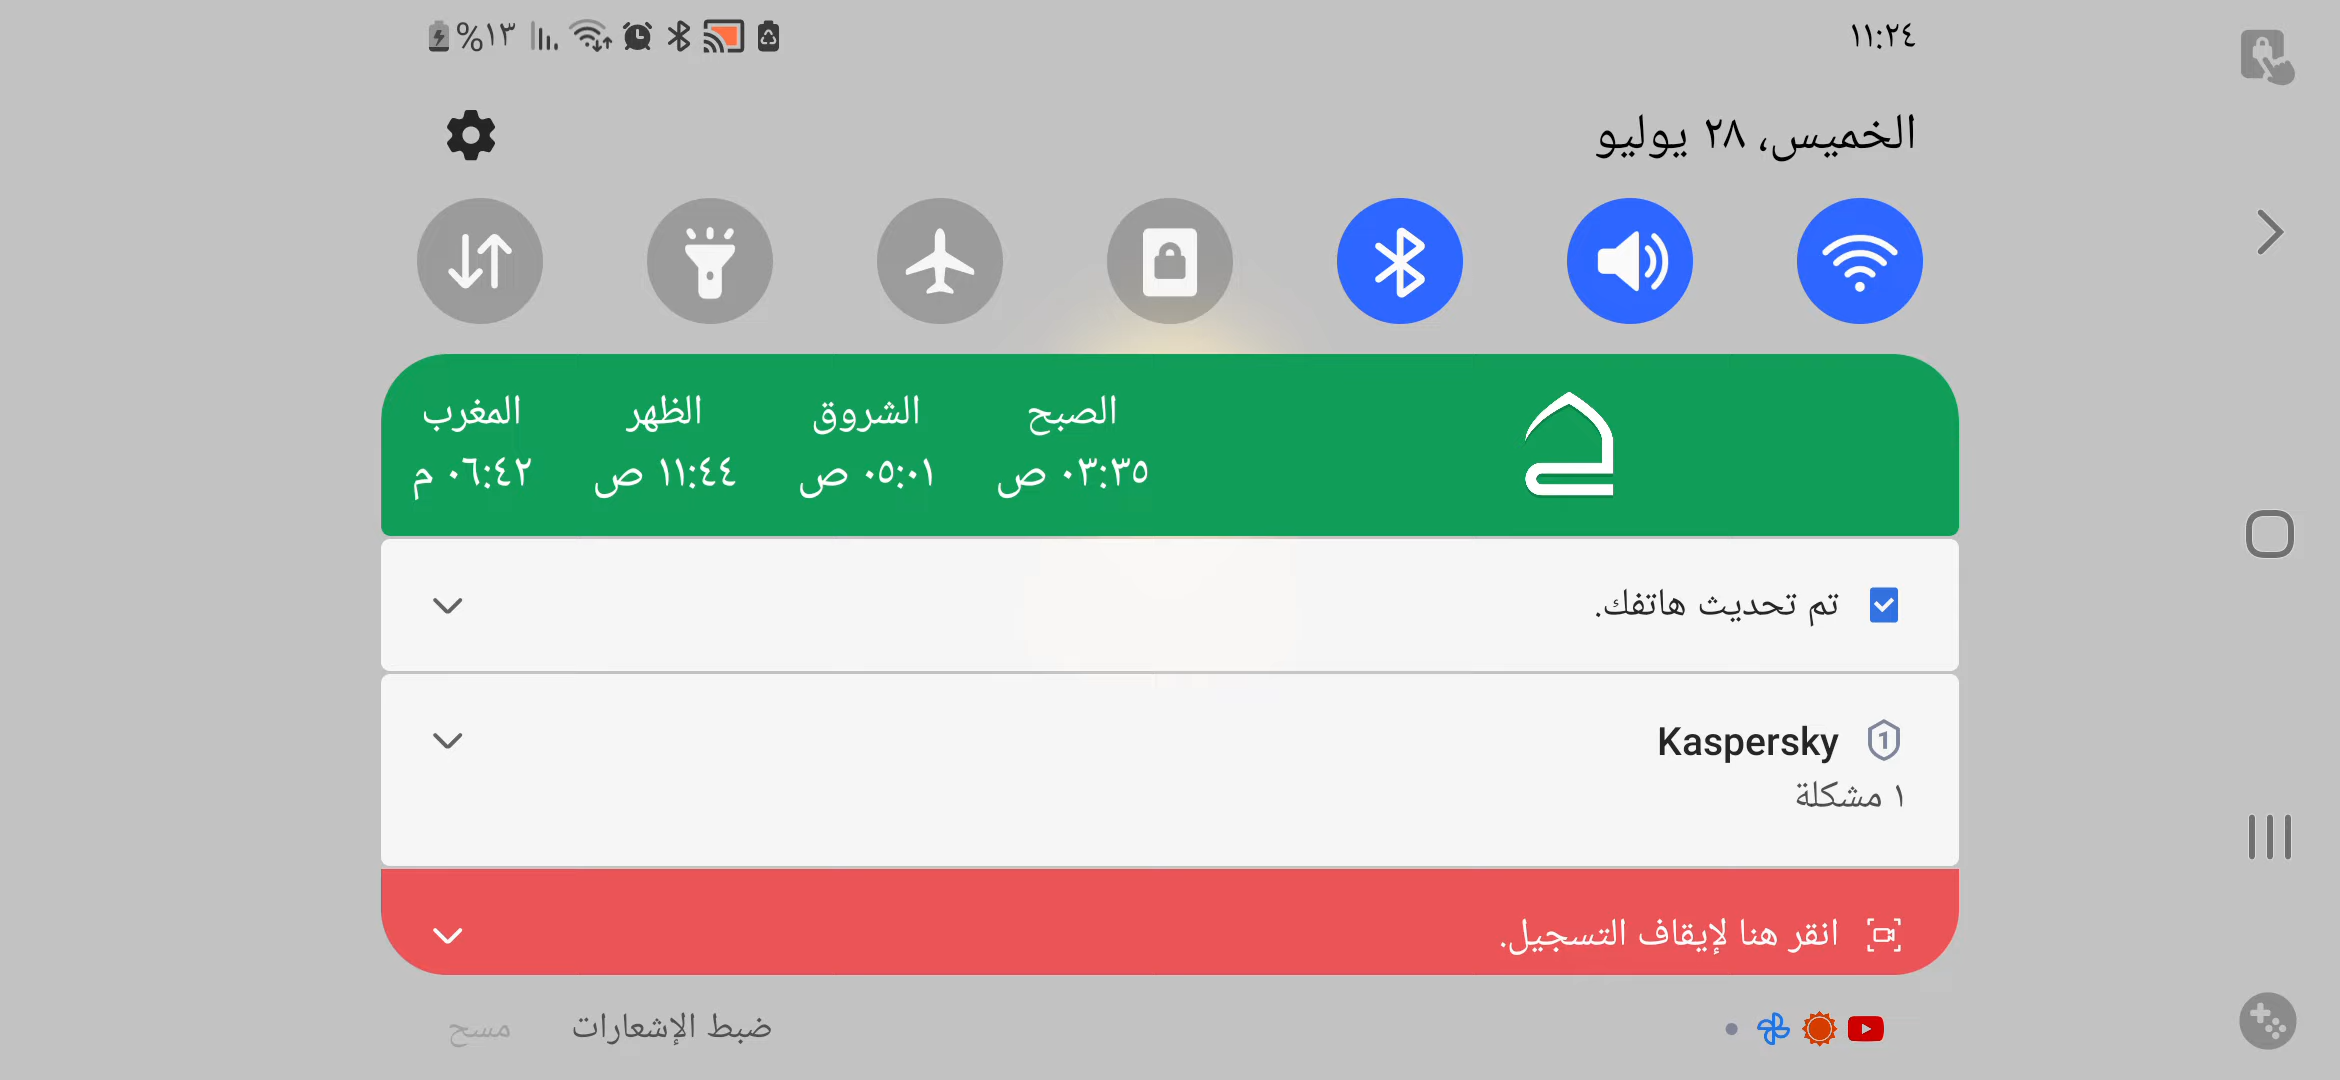 ١١:٢٤
%١٣
الخميس، ٢٨ يوليو
الصبح
٠٣:٣٥ ص
الشروق
٠٥:٠١ ص
الظهر
١١:٤٤ ص
المغرب
٠٦:٤٢ م
تم تحديث هاتفك.
Kaspersky
١ مشكلة
انقر هنا لإيقاف التسجيل.
ضبط الإشعارات
مسح